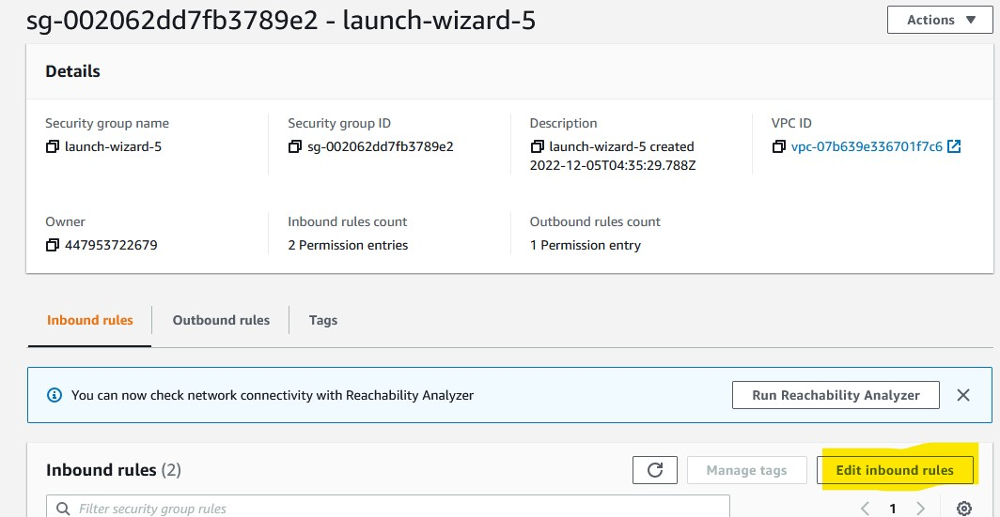 sg-002062dd7fb3789e2 - launch-wizard-5
Actions
Details
Security group name
launch-wizard-5
Security group ID
sg-002062dd7fb3789e2
Description
launch-wizard-5 created
2022-12-05T04:35:29.788Z
VPC ID
vpc-07b639e336701f7c6
Owner
447953722679
Inbound rules count
2 Permission entries
Outbound rules count
1 Permission entry
Inbound rules
Outbound rules
Tags
You can now check network connectivity with Reachability Analyzer
Run Reachability Analyzer
Inbound rules (2)
Manage tags
Edit inbound rules
Filter security group rules
1